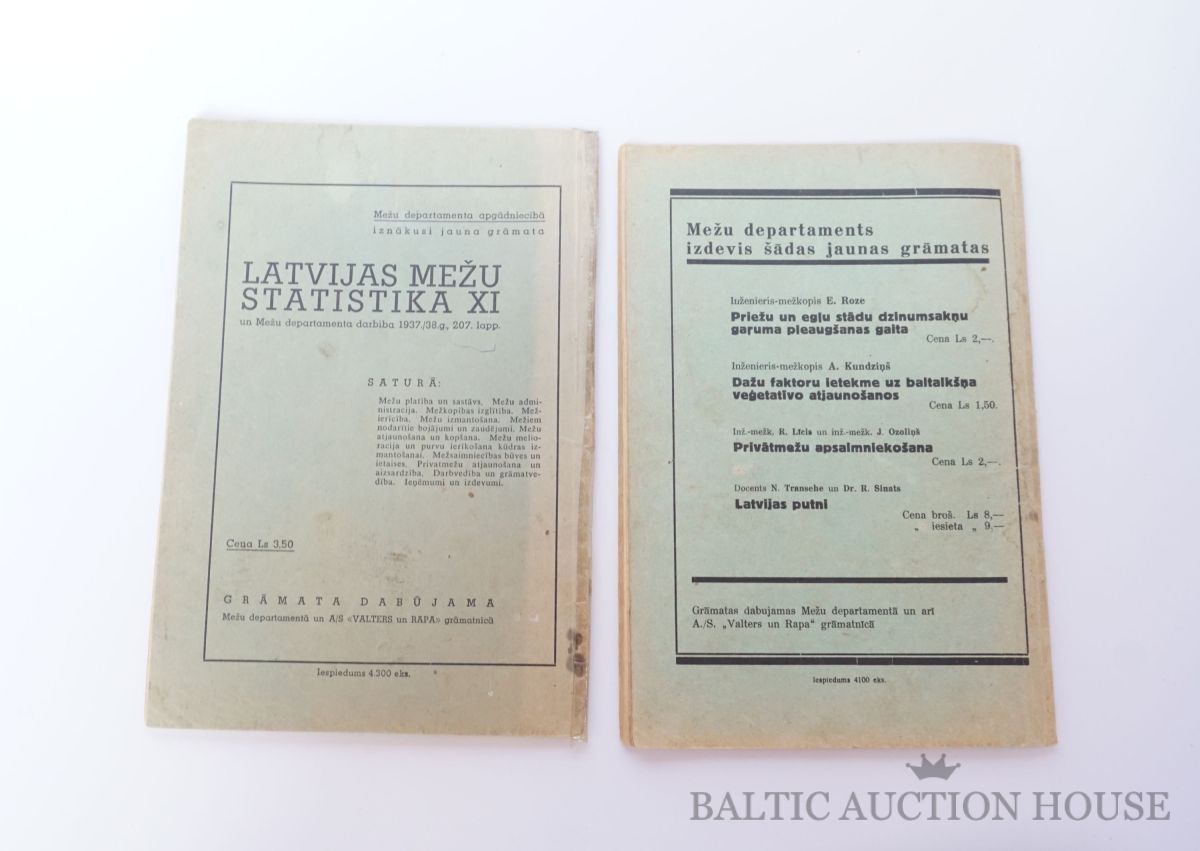 Mežu departamenta apgādniecībā
iznākusi jauna grāmata
LATVIJAS MEŽU
STATISTIKA XI
un Mežu departamenta darbība 1937./38.g., 207. lapp.
SATURĀ:
Mežu platība un sastāvs. Mežu admi-
nistracija. Mežkopības izglītība. Mež-
ierīcība. Mežu izmantošana. Mežiem
nodarītie bojājumi un zaudējumi. Mežu
atjaunošana un kopšana. Mežu melio-
rācija un purvu ierīkošana kūdras iz-
mantošanai. Mežsaimniecības būves un
ietaises. Privatmežu atjaunošana un
aizsardzība. Darbvedība un grāmatve-
dība. Ieņēmumi un izdevumi.
Cena Ls 3,50
GRĀMATA DABŪJAMA
Mežu departamentā un A/S «VALTERS un RAPA» grāmatnīcā
Iespiedums 4.300 eks.
Mežu departaments
izdevis šādas jaunas grāmatas
Inženieris-mežkopis E. Roze
Priežu un egļu stādu dzinumsakņu
gaŗuma pieaugšanas gaita
Cena Ls 2,—.
Inženieris-mežkopis A. Kundziņš
Dažu faktoru ietekme uz baltalkšņa
veģetatīvo atjaunošanos
Cena Ls 1,50.
Inž.-mežk. R. Līcis un inž.-mežk. J. Ozoliņš
Privātmežu apsaimniekošana
Cena Ls 2,—.
Docents N. Transehe un Dr. R. Sināts
Latvijas putni
Cena broš. Ls 8,—
„ iesieta „ 9.—
Grāmatas dabujamas Mežu departamentā un arī
A./S. „Valters un Rapa" grāmatnīcā
Iespiedums 4100 eks.
BALTIC AUCTION HOUSE